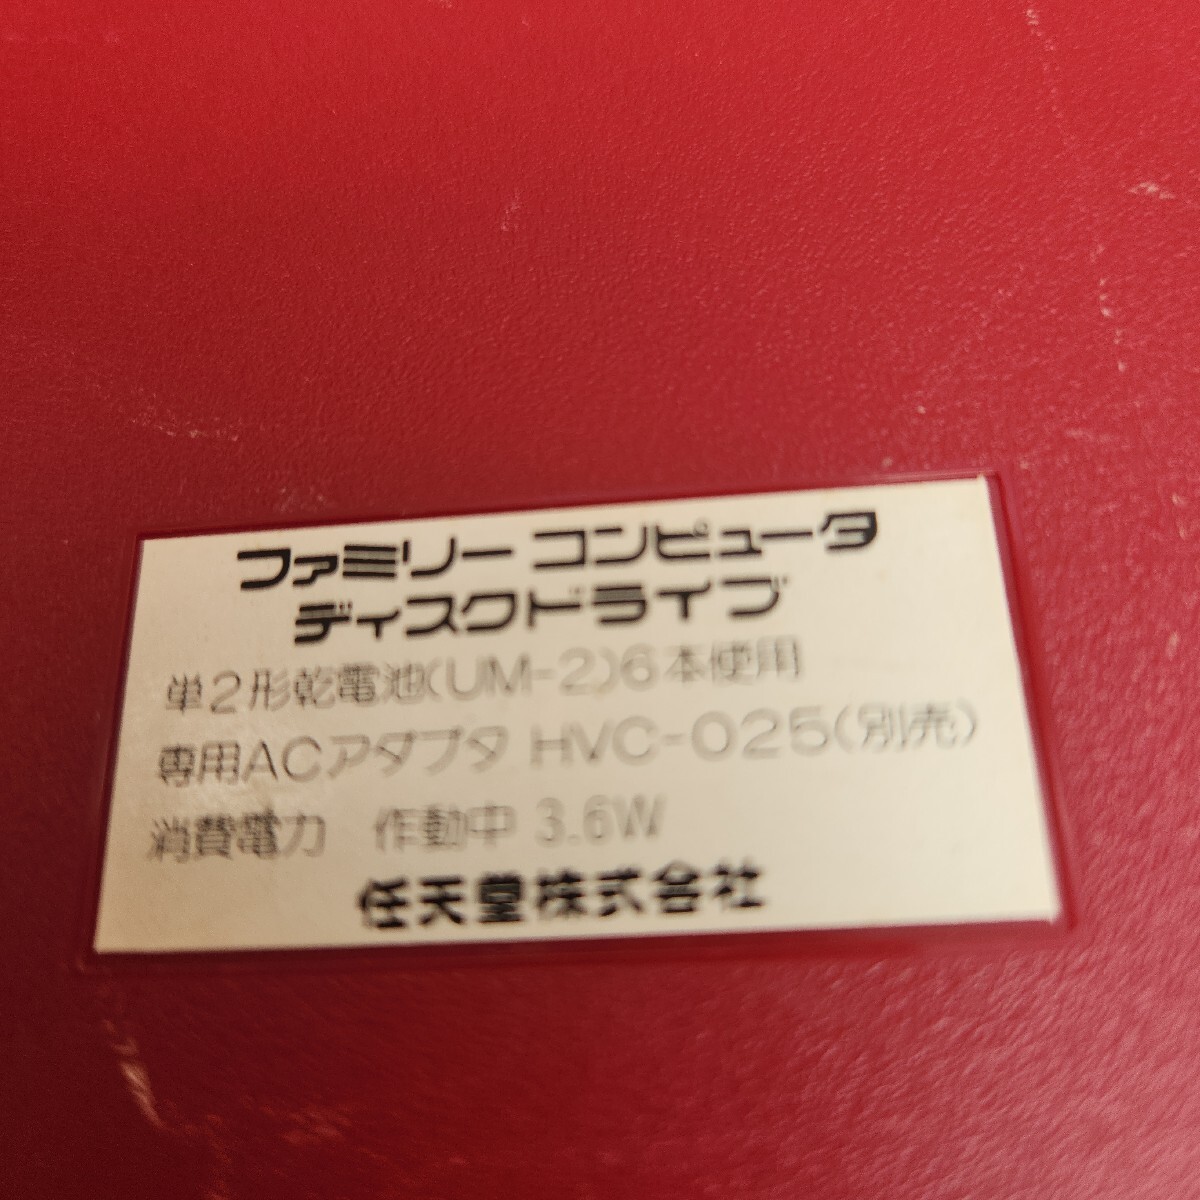 ファミリー コンピュータ
ディスクドライブ
単2形乾電池(UM-2)6本使用
専用ACアダプタ HVC-025(別売)
消費電力 作動中 3.6W
任天堂株式会社